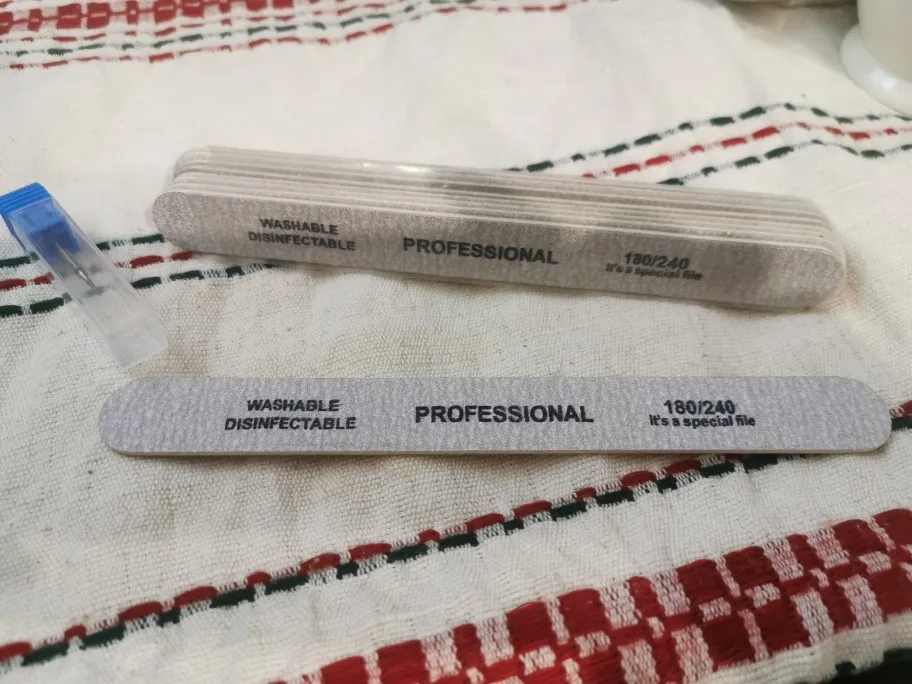 WASHABLE
DISINFECTABLE
PROFESSIONAL
180/240
it's a special file
WASHABLE
DISINFECTABLE
PROFESSIONAL
180/240
it's a special file